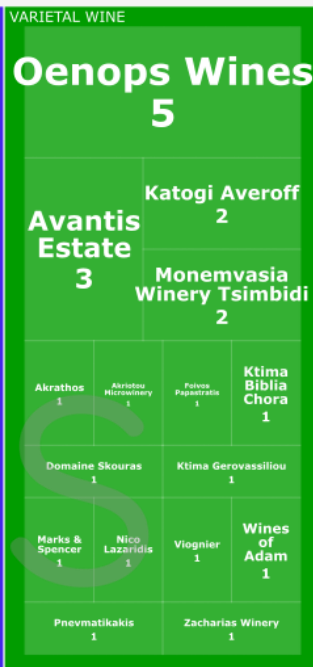 VARIETAL WINE
Oenops Wines
5
Avantis
Estate
3
Katogi Averoff
2
Monemvasia
Winery Tsimbidi
2
Akrathos
1
Akriotou
Microwinery
1
Foivos
Papastratis
1
Ktima
Biblia
Chora
1
Domaine Skouras
1
Ktima Gerovassiliou
1
Marks &
Spencer
1
Nico
Lazaridis
1
Viognier
1
Wines
of
Adam
1
Pnevmatikakis
1
Zacharias Winery
1
S